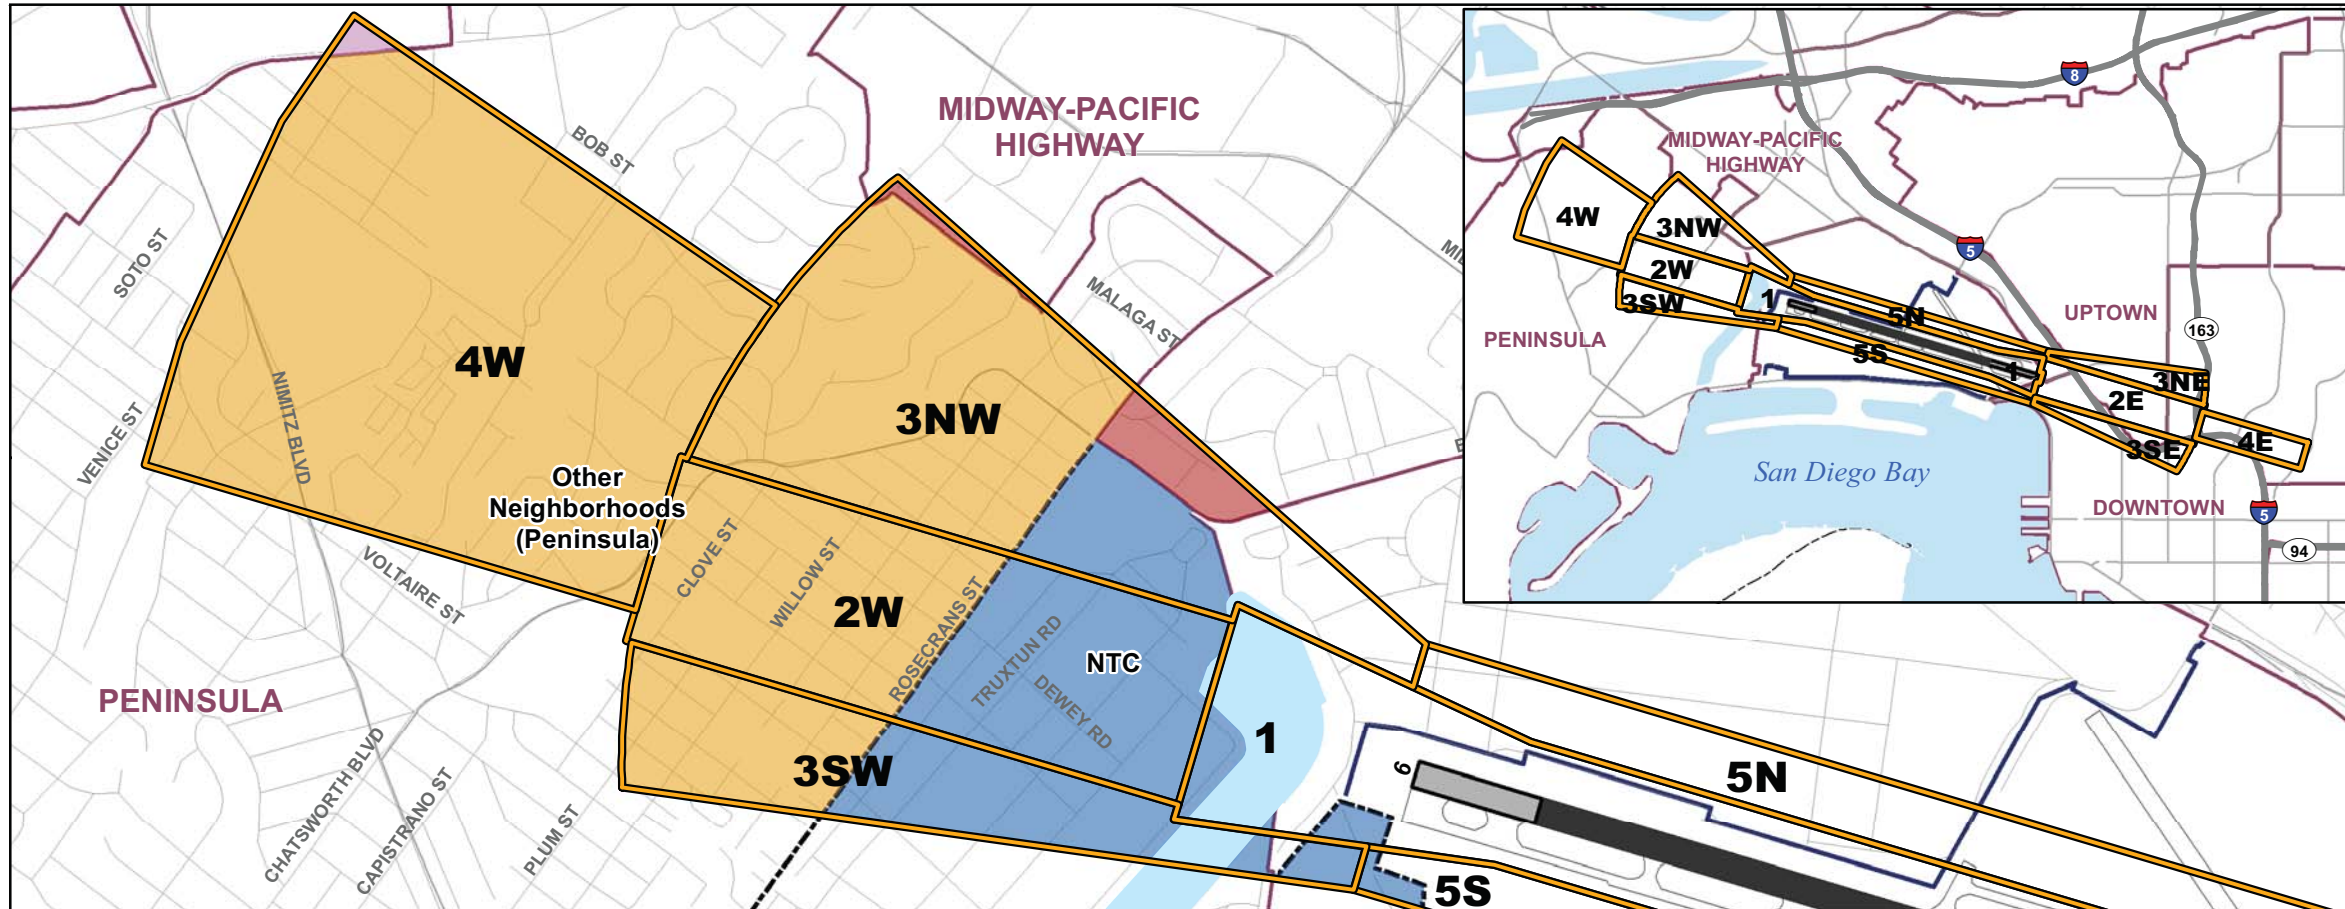 MIDWAY-PACIFIC
HIGHWAY
BOB ST
SOTO ST
MALAGA ST
4W
3NW
NIMITZ BLVD
VENICE ST
Other
Neighborhoods
(Peninsula)
VOLTAIRE ST
CLOVE ST
WILLOW ST
2W
ROSECRANS ST
TRUXTUN RD
NTC
DEWEY RD
PENINSULA
1
3SW
CHATSWORTH BLVD
CAPISTRANO ST
PLUM ST
9
5N
5S
8
MIDWAY-PACIFIC
HIGHWAY
4W
3NW
5
2W
1
3SW
5N
UPTOWN
163
PENINSULA
5S
1
3NE
2E
4E
3SE
San Diego Bay
DOWNTOWN
5
94